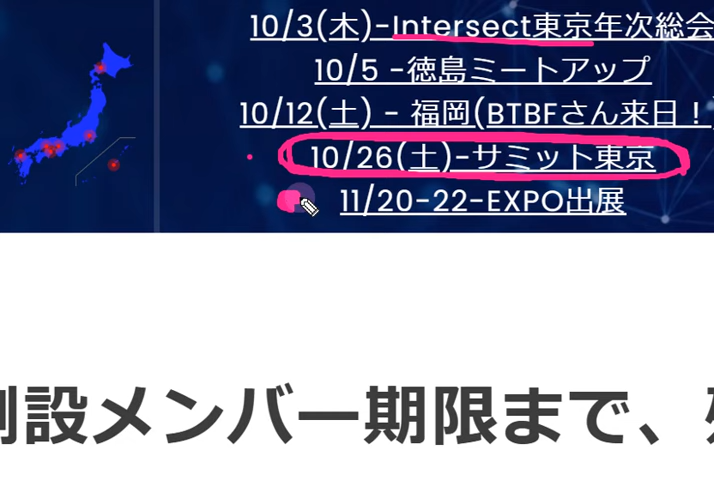 10/3(木)-Intersect東京年次総会
10/5 -徳島ミートアップ
10/12(土) - 福岡(BTBFさん来日！
10/26(土)-サミット東京
11/20-22-EXPO出展
設メンバー期限まで、